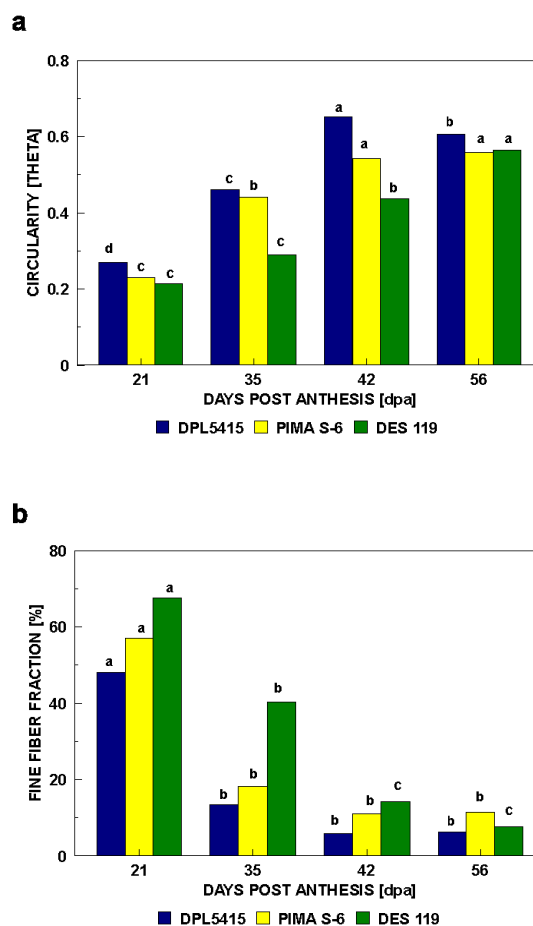 a
CIRCULARITY [THETA]
0.8
0.6
0.4
0.2
0
d c c
c b c
a a b
b a a
21 35 42 56
DAYS POST ANTHESIS [dpa]
DPL5415 PIMA S-6 DES 119
b
FINE FIBER FRACTION [%]
80
60
40
20
0
a a a
b b b
b b c
b b c
21 35 42 56
DAYS POST ANTHESIS [dpa]
DPL5415 PIMA S-6 DES 119